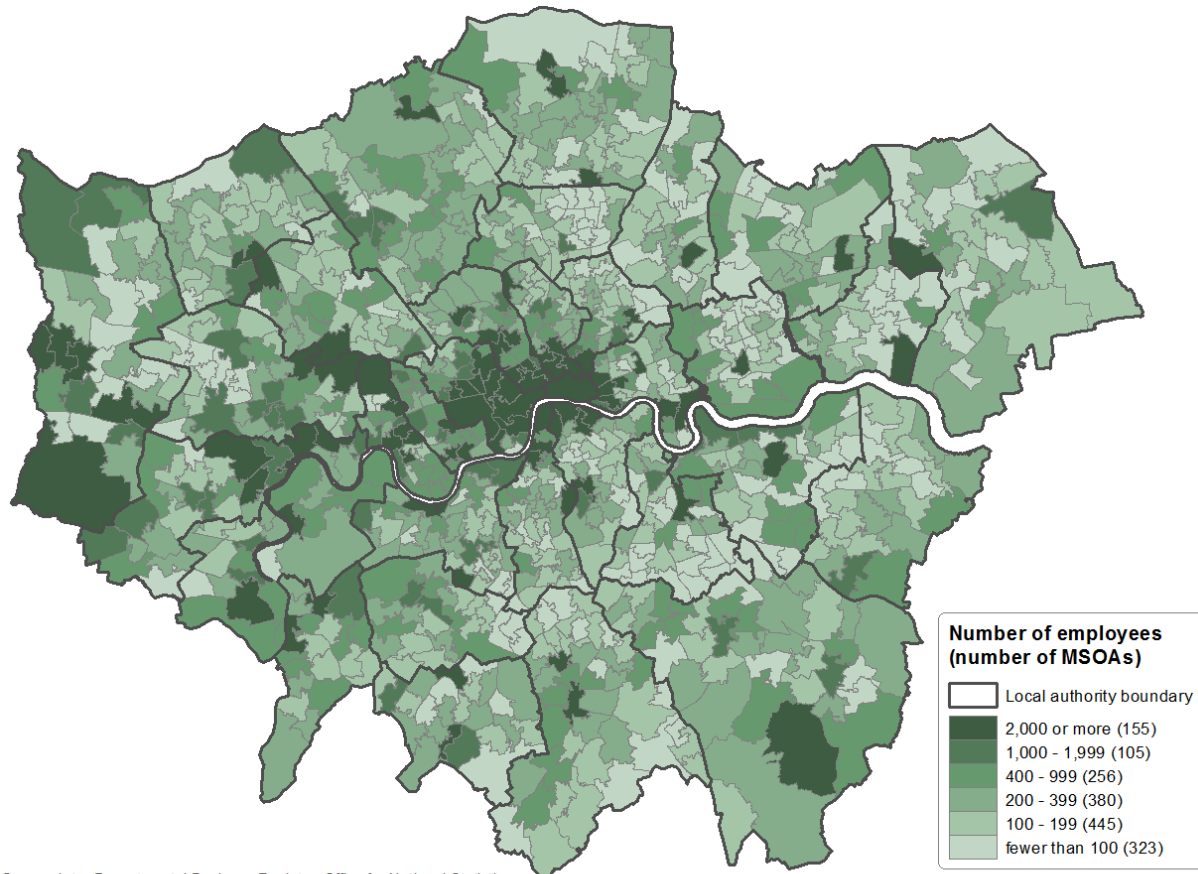 Number of employees
(number of MSOAs)
Local authority boundary
2,000 or more (155)
1,000 - 1,999 (105)
400 - 999 (256)
200 - 399 (380)
100 - 199 (445)
fewer than 100 (323)